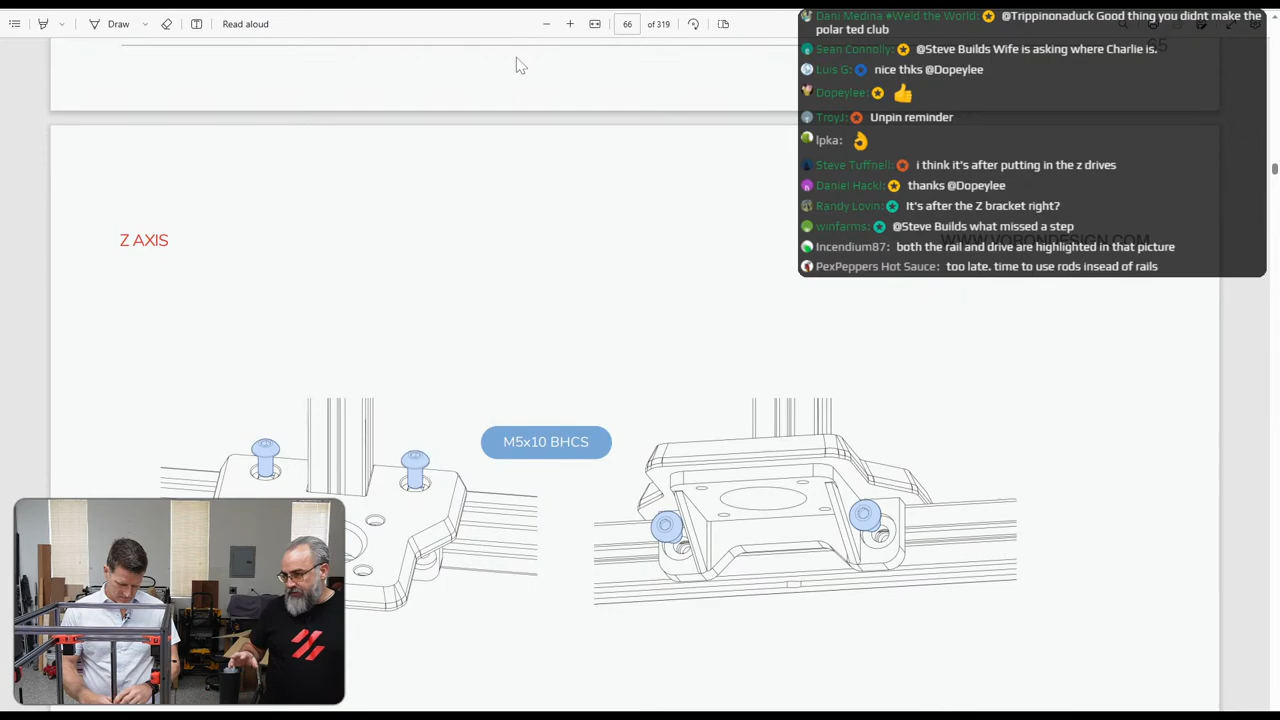 Draw
Read aloud
66
of 319
65
Z AXIS
WWW.VORONDESIGN.COM
M5x10 BHCS
Dani Medina #Weld the World: @Trippinonaduck Good thing you didnt make the
polar ted club
Sean Connolly: @Steve Builds Wife is asking where Charlie is.
Luis G: nice thks @Dopeylee
Dopeylee:
TroyJ: Unpin reminder
lpka:
Steve Tuffnell: i think it's after putting in the z drives
Daniel Hackl: thanks @Dopeylee
Randy Lovin: It's after the Z bracket right?
winfarms: @Steve Builds what missed a step
Incendium87: both the rail and drive are highlighted in that picture
PexPeppers Hot Sauce: too late. time to use rods insead of rails